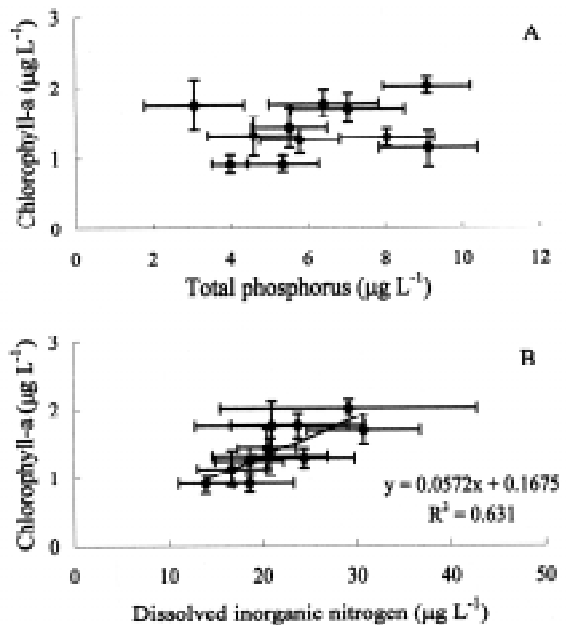 A
Chlorophyll-a (µg L⁻¹)
3
2
1
0
0 2 4 6 8 10 12
Total phosphorus (µg L⁻¹)
B
Chlorophyll-a (µg L⁻¹)
3
2
1
0
y = 0.0572x + 0.1675
R² = 0.631
0 10 20 30 40 50
Dissolved inorganic nitrogen (µg L⁻¹)